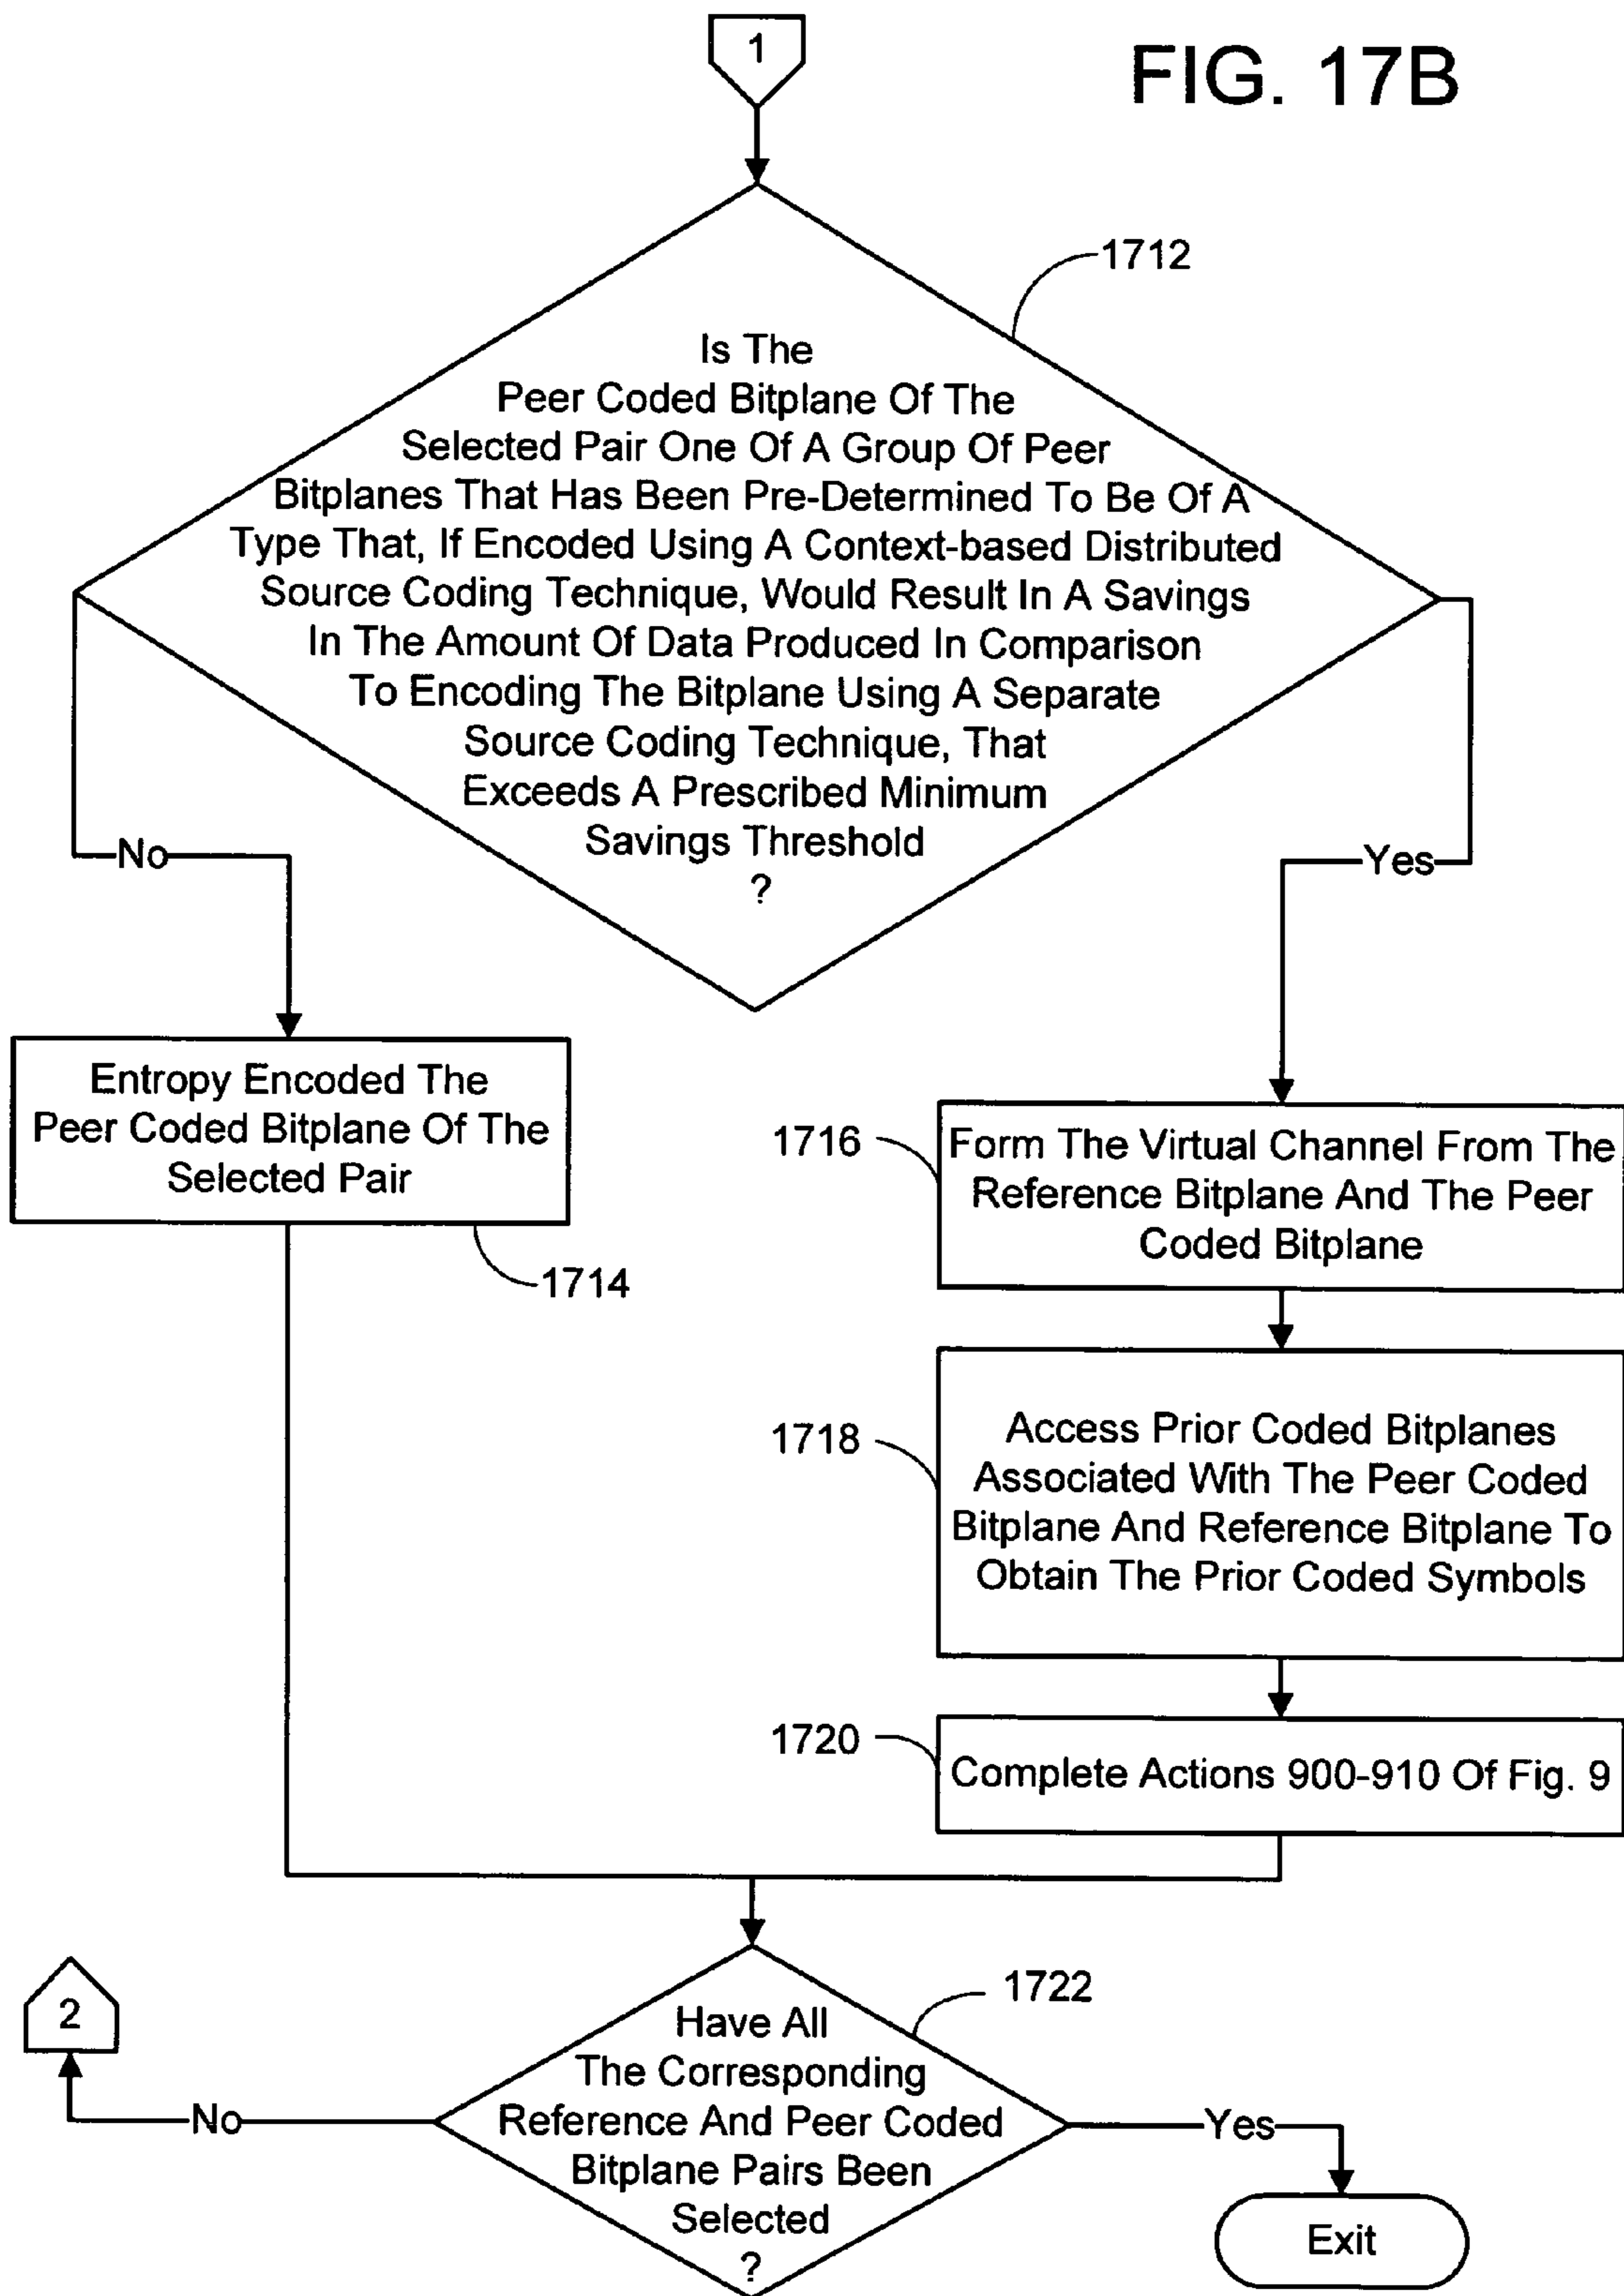 1
FIG. 17B
1712
Is The
Peer Coded Bitplane Of The
Selected Pair One Of A Group Of Peer
Bitplanes That Has Been Pre-Determined To Be Of A
Type That, If Encoded Using A Context-based Distributed
Source Coding Technique, Would Result In A Savings
In The Amount Of Data Produced In Comparison
To Encoding The Bitplane Using A Separate
Source Coding Technique, That
Exceeds A Prescribed Minimum
Savings Threshold
?
No
Yes
Entropy Encoded The
Peer Coded Bitplane Of The
Selected Pair
1714
1716
Form The Virtual Channel From The
Reference Bitplane And The Peer
Coded Bitplane
1718
Access Prior Coded Bitplanes
Associated With The Peer Coded
Bitplane And Reference Bitplane To
Obtain The Prior Coded Symbols
1720
Complete Actions 900-910 Of Fig. 9
2
1722
Have All
The Corresponding
Reference And Peer Coded
Bitplane Pairs Been
Selected
?
No
Yes
Exit